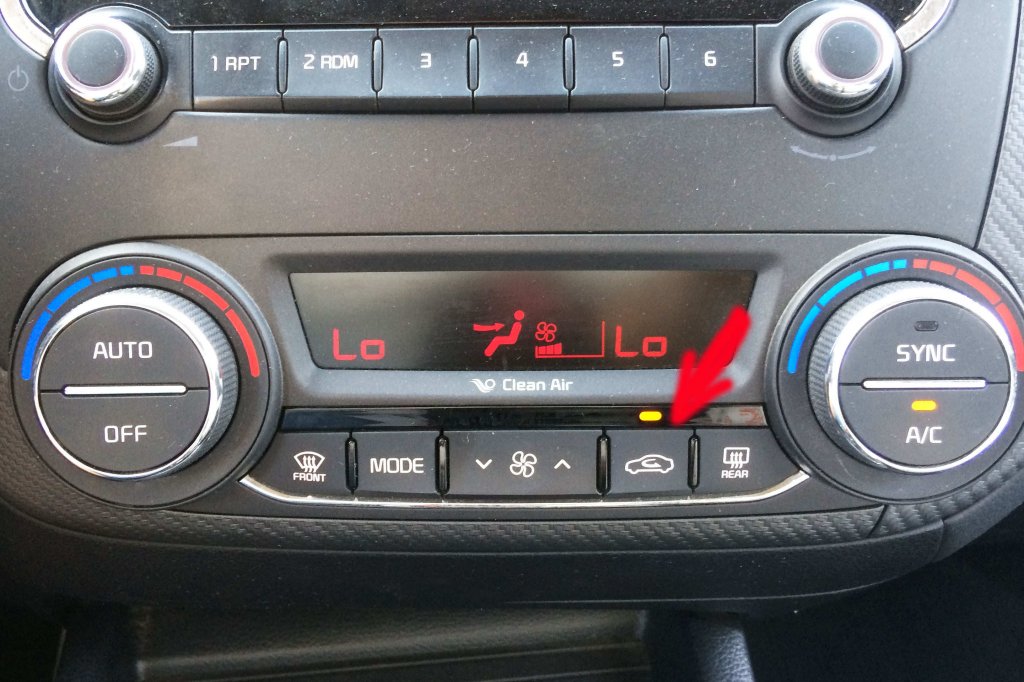 1 RPT
2 RDM
3
4
5
6
AUTO
OFF
Lo
Lo
Clean Air
SYNC
A/C
FRONT
MODE
REAR